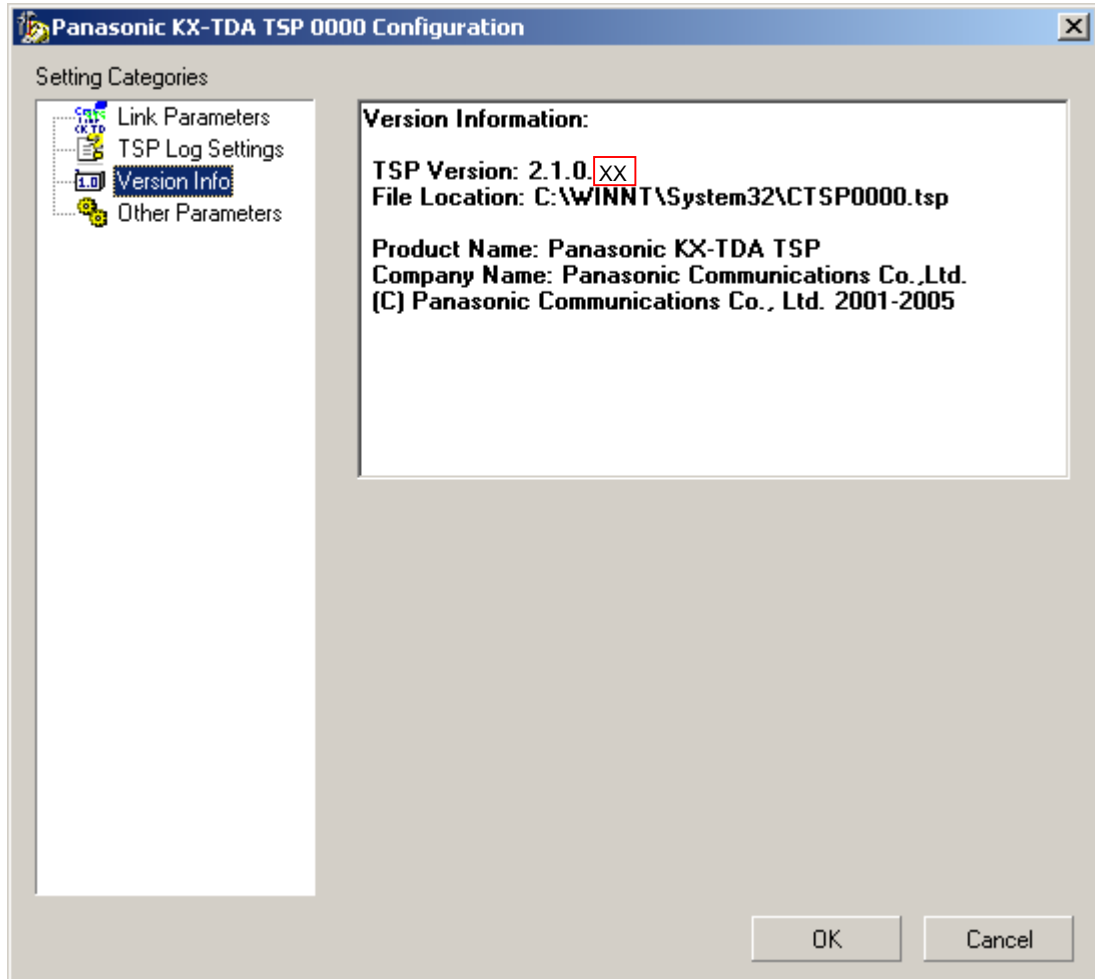 Panasonic KX-TDA TSP 0000 Configuration
Setting Categories
Link Parameters
TSP Log Settings
Version Info
Other Parameters
Version Information:
TSP Version: 2.1.0.XX
File Location: C:\WINNT\System32\CTSP0000.tsp
Product Name: Panasonic KX-TDA TSP
Company Name: Panasonic Communications Co.,Ltd.
(C) Panasonic Communications Co., Ltd. 2001-2005
OK
Cancel